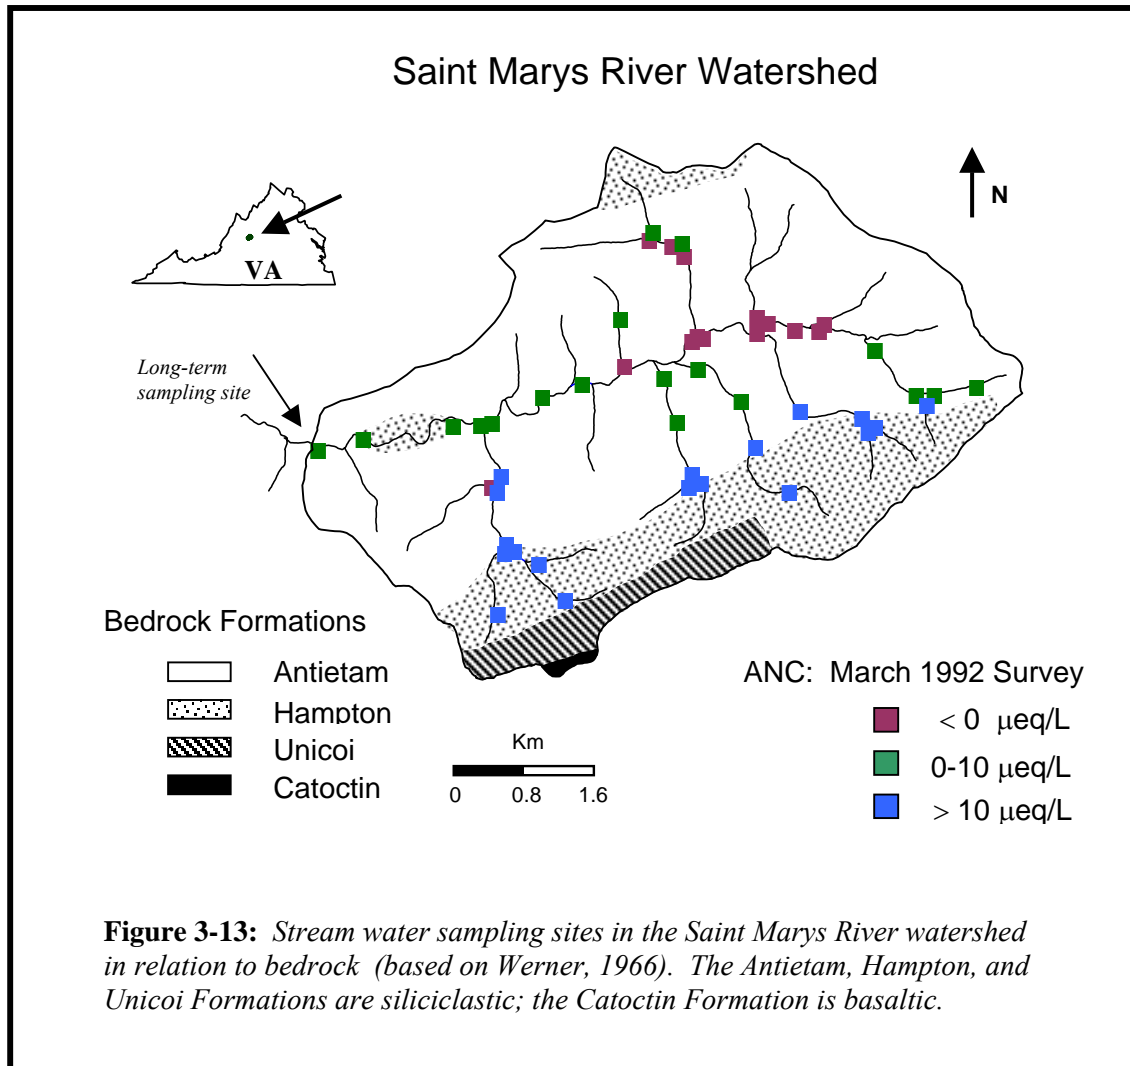 Saint Marys River Watershed
N
VA
Long-term
sampling site
Bedrock Formations
Antietam
Hampton
Unicoi
Catoctin
Km
0 0.8 1.6
ANC: March 1992 Survey
< 0 μeq/L
0-10 μeq/L
> 10 μeq/L
Figure 3-13: Stream water sampling sites in the Saint Marys River watershed
in relation to bedrock (based on Werner, 1966). The Antietam, Hampton, and
Unicoi Formations are siliciclastic; the Catoctin Formation is basaltic.